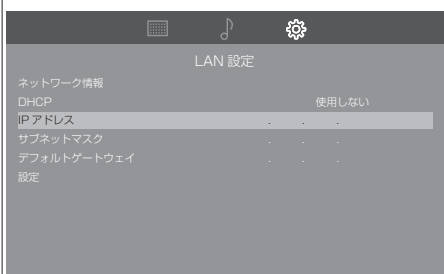 LAN 設定
ネットワーク情報
DHCP 使用しない
IP アドレス . . .
サブネットマスク . . .
デフォルトゲートウェイ . . .
設定